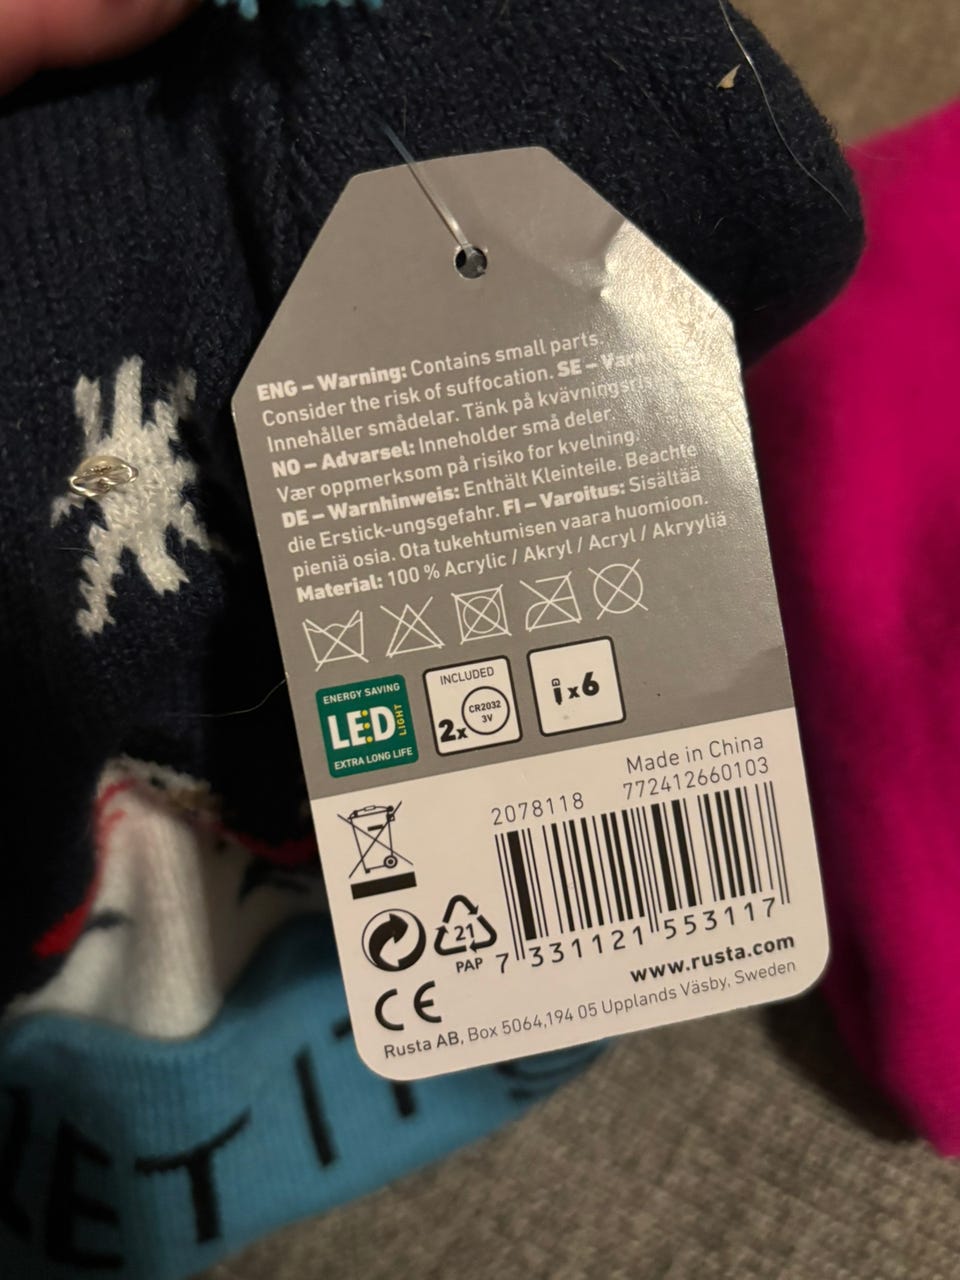 ENG – Warning: Contains small parts.
Consider the risk of suffocation. SE – Varn
Innehåller smådelar. Tänk på kvävningsris
NO – Advarsel: Inneholder små deler.
Vær oppmerksom på risiko for kvelning.
DE – Warnhinweis: Enthält Kleinteile. Beachte
die Erstick-ungsgefahr. FI – Varoitus: Sisältää
pieniä osia. Ota tukehtumisen vaara huomioon.
Material: 100 % Acrylic / Akryl / Acryl / Akryyliä
ENERGY SAVING
LED LIGHT
EXTRA LONG LIFE
INCLUDED
2x CR2032
3V
x6
Made in China
2078118 772412660103
7 331121 553117
21
PAP
CE
www.rusta.com
Rusta AB, Box 5064,194 05 Upplands Väsby, Sweden
ET IT